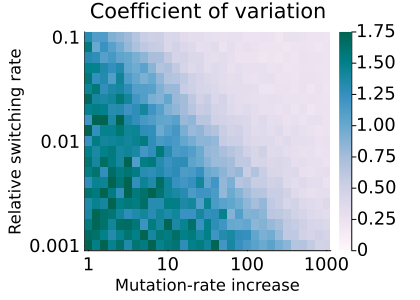 Coefficient of variation
Relative switching rate
0.1
0.01
0.001
1 10 100 1000
Mutation-rate increase
1.75
1.50
1.25
1.00
0.75
0.50
0.25
0